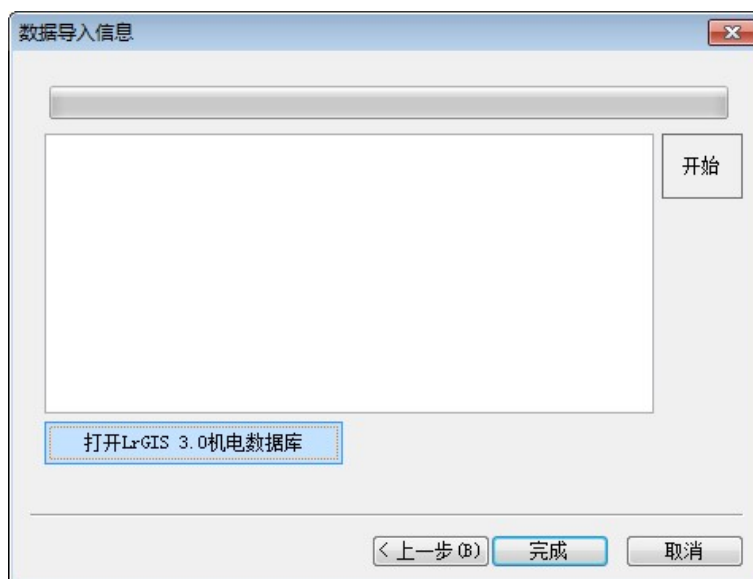 数据导入信息
开始
打开LrGIS 3.0机电数据库
< 上一步(B)
完成
取消